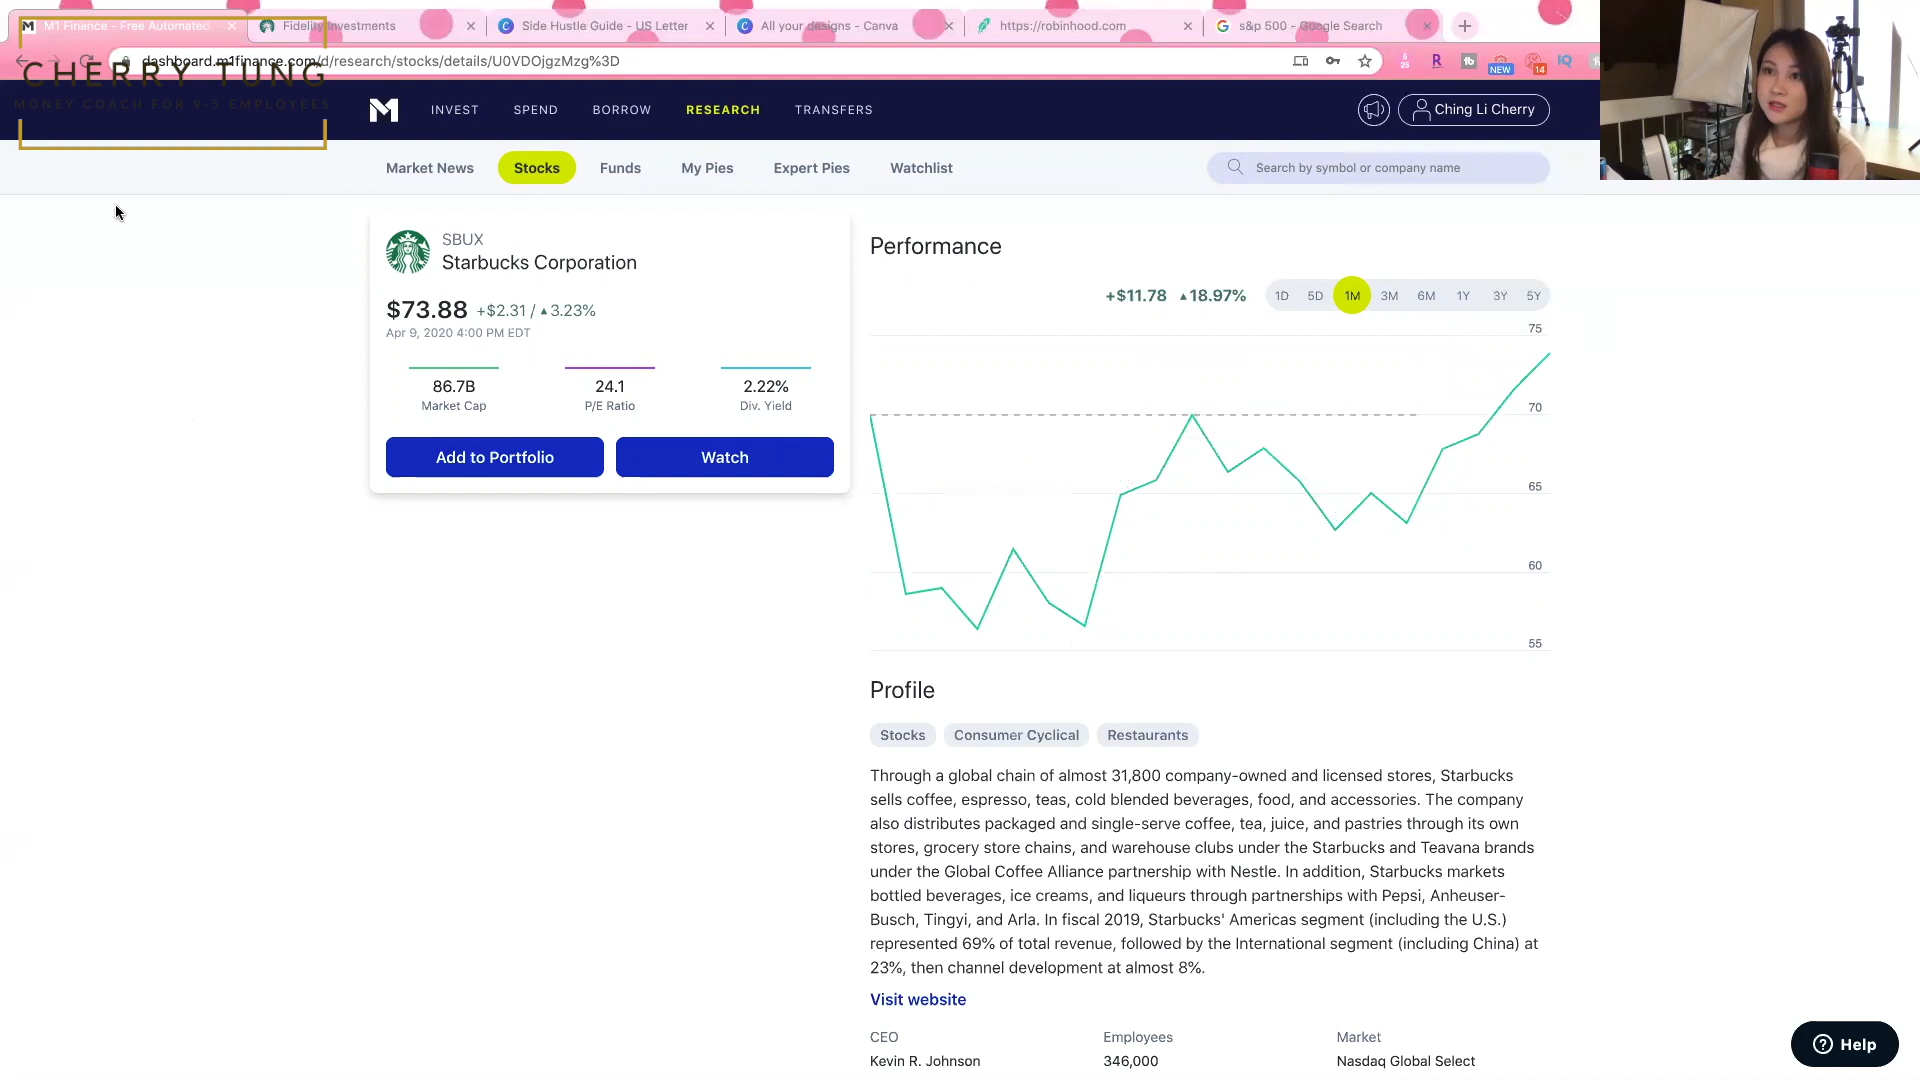 M1 Finance - Free Automated
Fidelity Investments
Side Hustle Guide - US Letter
All your designs - Canva
https://robinhood.com
s&p 500 - Google Search
dashboard.m1finance.com/d/research/stocks/details/U0VDOjgzMzg%3D
NEW
14
CHERRY TUNG
MONEY COACH FOR 9-5 EMPLOYEES
INVEST
SPEND
BORROW
RESEARCH
TRANSFERS
Ching Li Cherry
Market News
Stocks
Funds
My Pies
Expert Pies
Watchlist
Search by symbol or company name
SBUX
Starbucks Corporation
$73.88 +$2.31 / ▲3.23%
Apr 9, 2020 4:00 PM EDT
86.7B
Market Cap
24.1
P/E Ratio
2.22%
Div. Yield
Add to Portfolio
Watch
Performance
+$11.78 ▲18.97%
1D 5D 1M 3M 6M 1Y 3Y 5Y
75
70
65
60
55
Profile
Stocks
Consumer Cyclical
Restaurants
Through a global chain of almost 31,800 company-owned and licensed stores, Starbucks
sells coffee, espresso, teas, cold blended beverages, food, and accessories. The company
also distributes packaged and single-serve coffee, tea, juice, and pastries through its own
stores, grocery store chains, and warehouse clubs under the Starbucks and Teavana brands
under the Global Coffee Alliance partnership with Nestle. In addition, Starbucks markets
bottled beverages, ice creams, and liqueurs through partnerships with Pepsi, Anheuser-
Busch, Tingyi, and Arla. In fiscal 2019, Starbucks' Americas segment (including the U.S.)
represented 69% of total revenue, followed by the International segment (including China) at
23%, then channel development at almost 8%.
Visit website
CEO
Kevin R. Johnson
Employees
346,000
Market
Nasdaq Global Select
Help